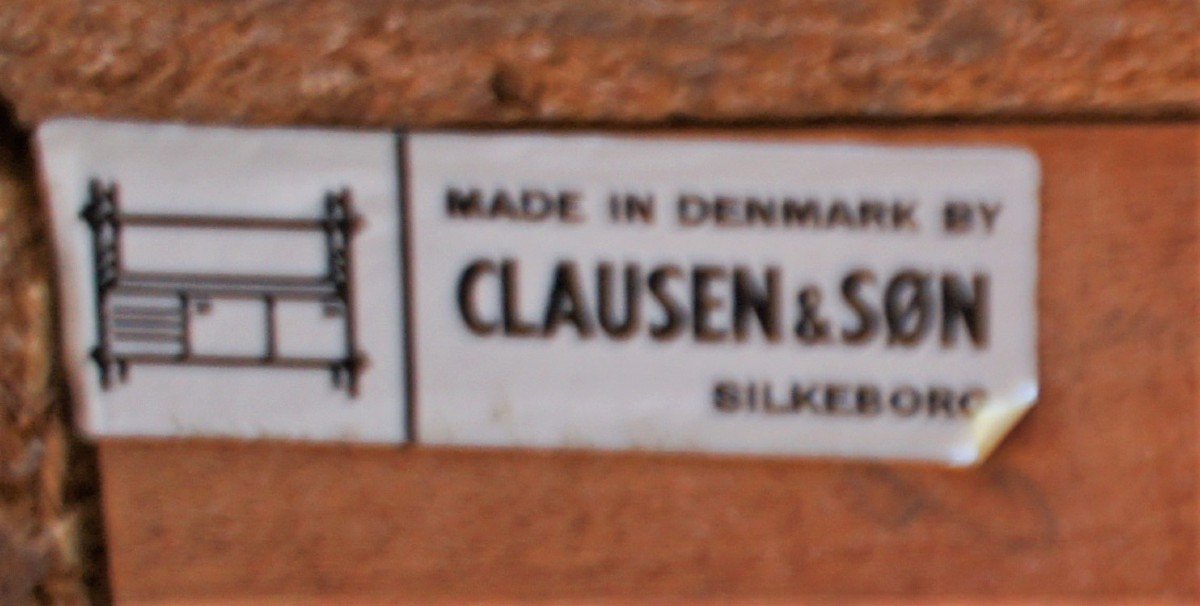 MADE IN DENMARK BY
CLAUSEN & SØN
SILKEBORG